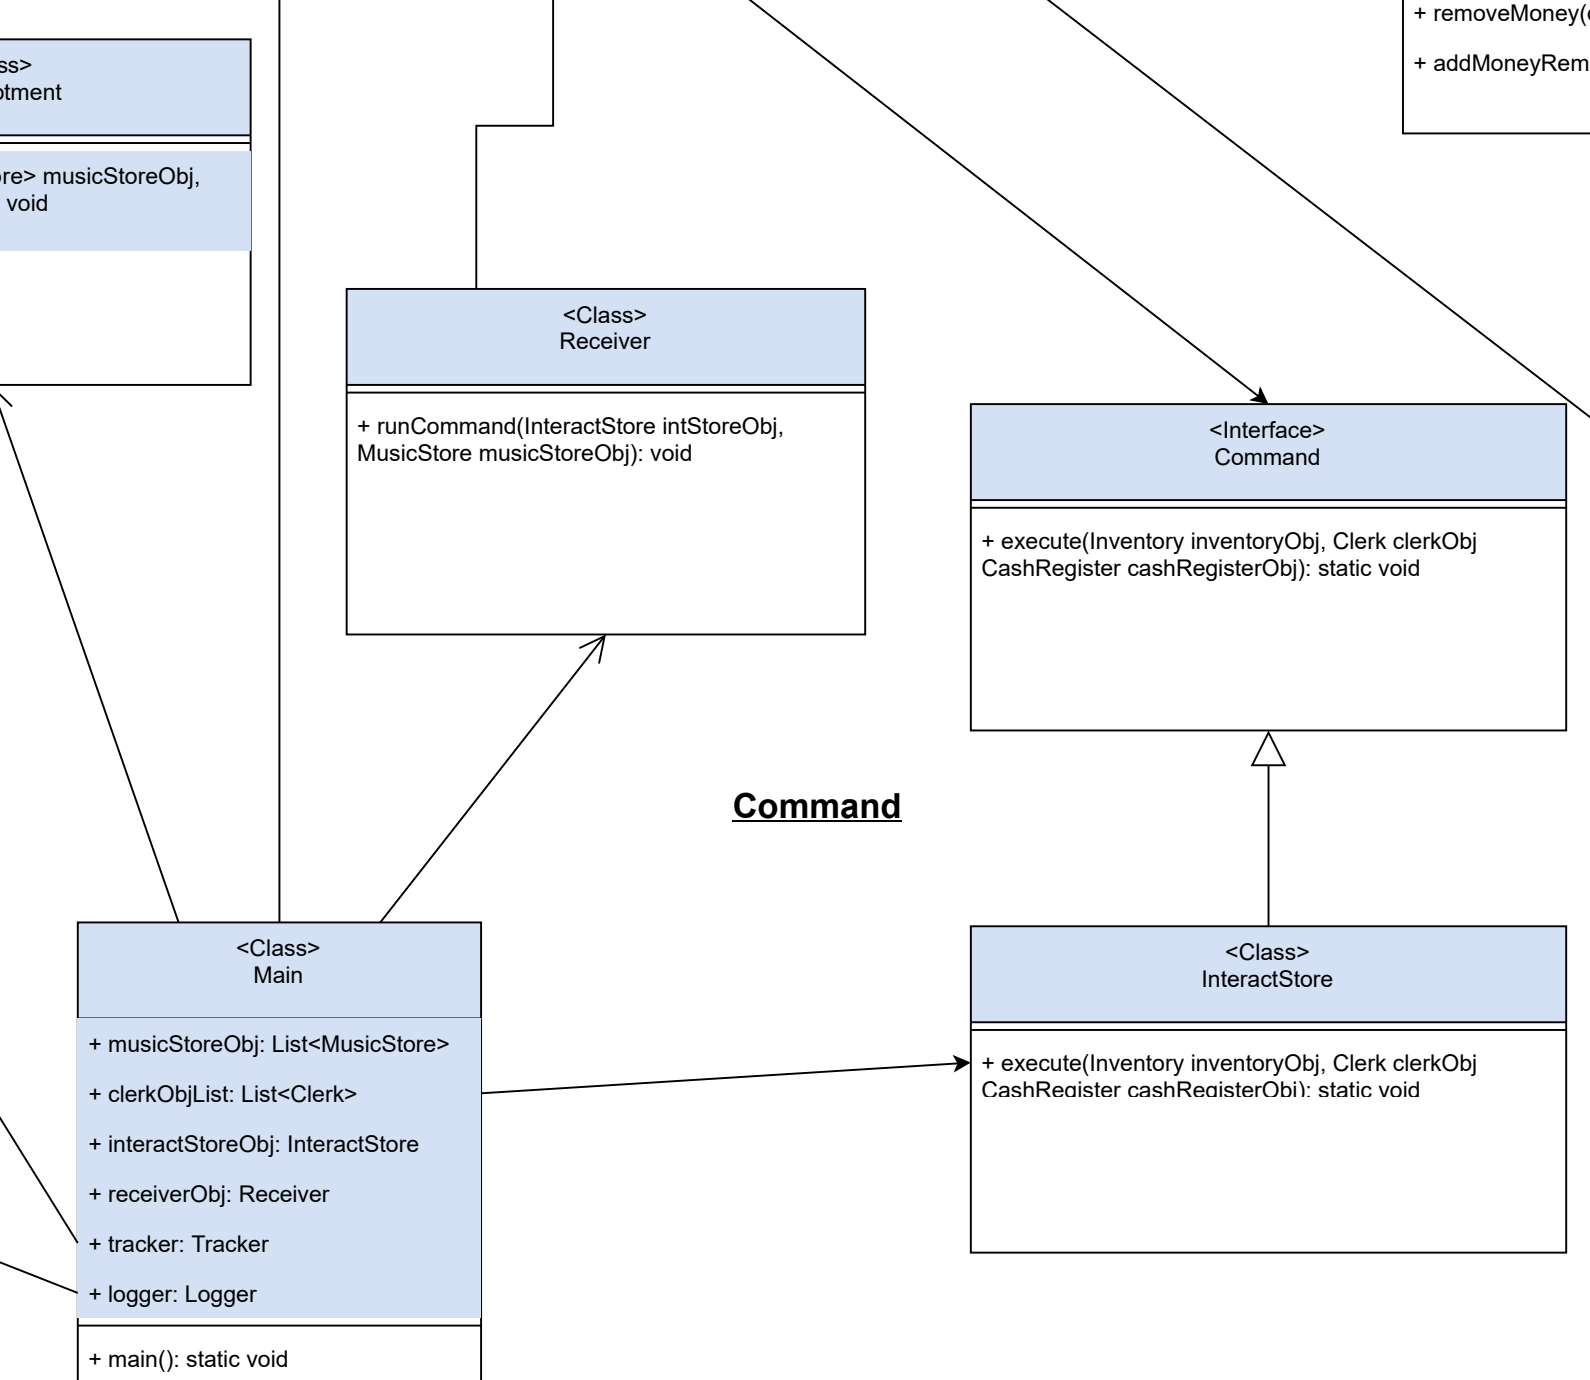 + removeMoney(
+ addMoneyRem
ss>
otment
re> musicStoreObj,
void
<Class>
Receiver
+ runCommand(InteractStore intStoreObj,
MusicStore musicStoreObj): void
<Interface>
Command
+ execute(Inventory inventoryObj, Clerk clerkObj
CashRegister cashRegisterObj): static void
Command
<Class>
Main
+ musicStoreObj: List<MusicStore>
+ clerkObjList: List<Clerk>
+ interactStoreObj: InteractStore
+ receiverObj: Receiver
+ tracker: Tracker
+ logger: Logger
+ main(): static void
<Class>
InteractStore
+ execute(Inventory inventoryObj, Clerk clerkObj
CashRegister cashRegisterObj): static void